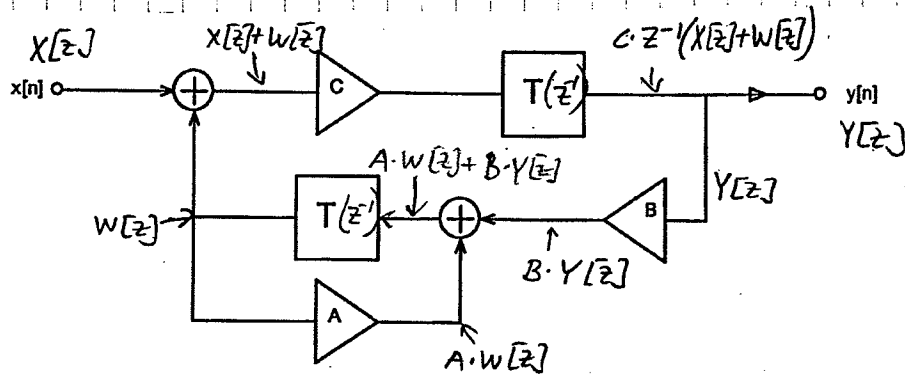 X[z]
X[z]+W[z]
C·Z⁻¹(X[z]+W[z])
x[n]
C
T(z⁻¹)
y[n]
Y[z]
A·W[z]+B·Y[z]
Y[z]
W[z]
T(z⁻¹)
B
B·Y[z]
A
A·W[z]